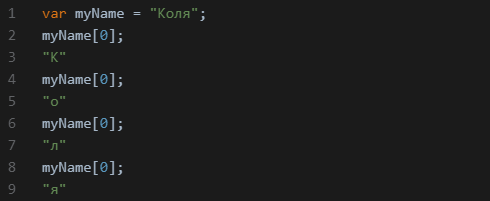 1 var myName = "Коля";
2 myName[0];
3 "К"
4 myName[0];
5 "о"
6 myName[0];
7 "л"
8 myName[0];
9 "я"